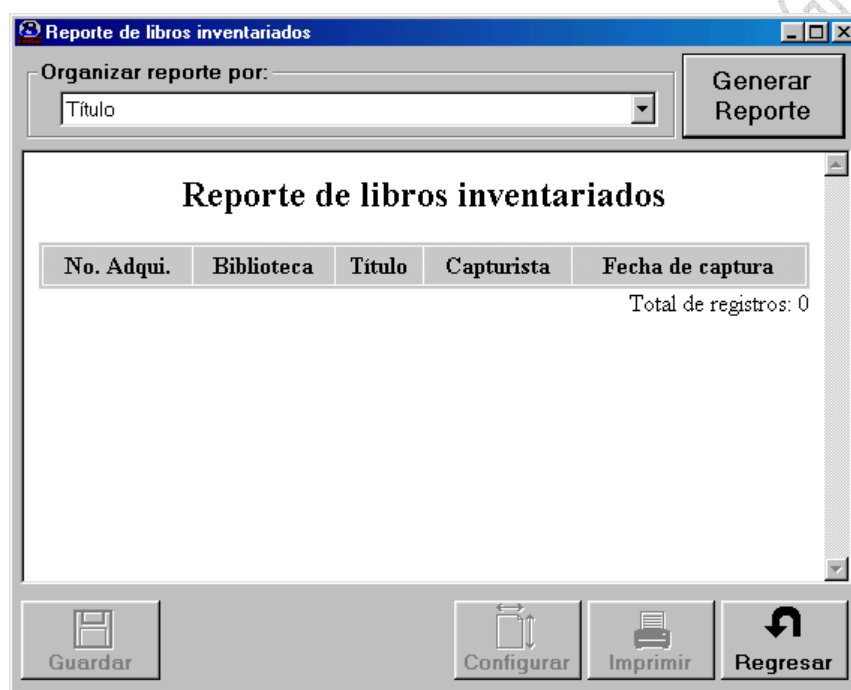 Reporte de libros inventariados
Organizar reporte por:
Título
Generar
Reporte
Reporte de libros inventariados
No. Adqui. Biblioteca Título Capturista Fecha de captura
Total de registros: 0
Guardar Configurar Imprimir Regresar